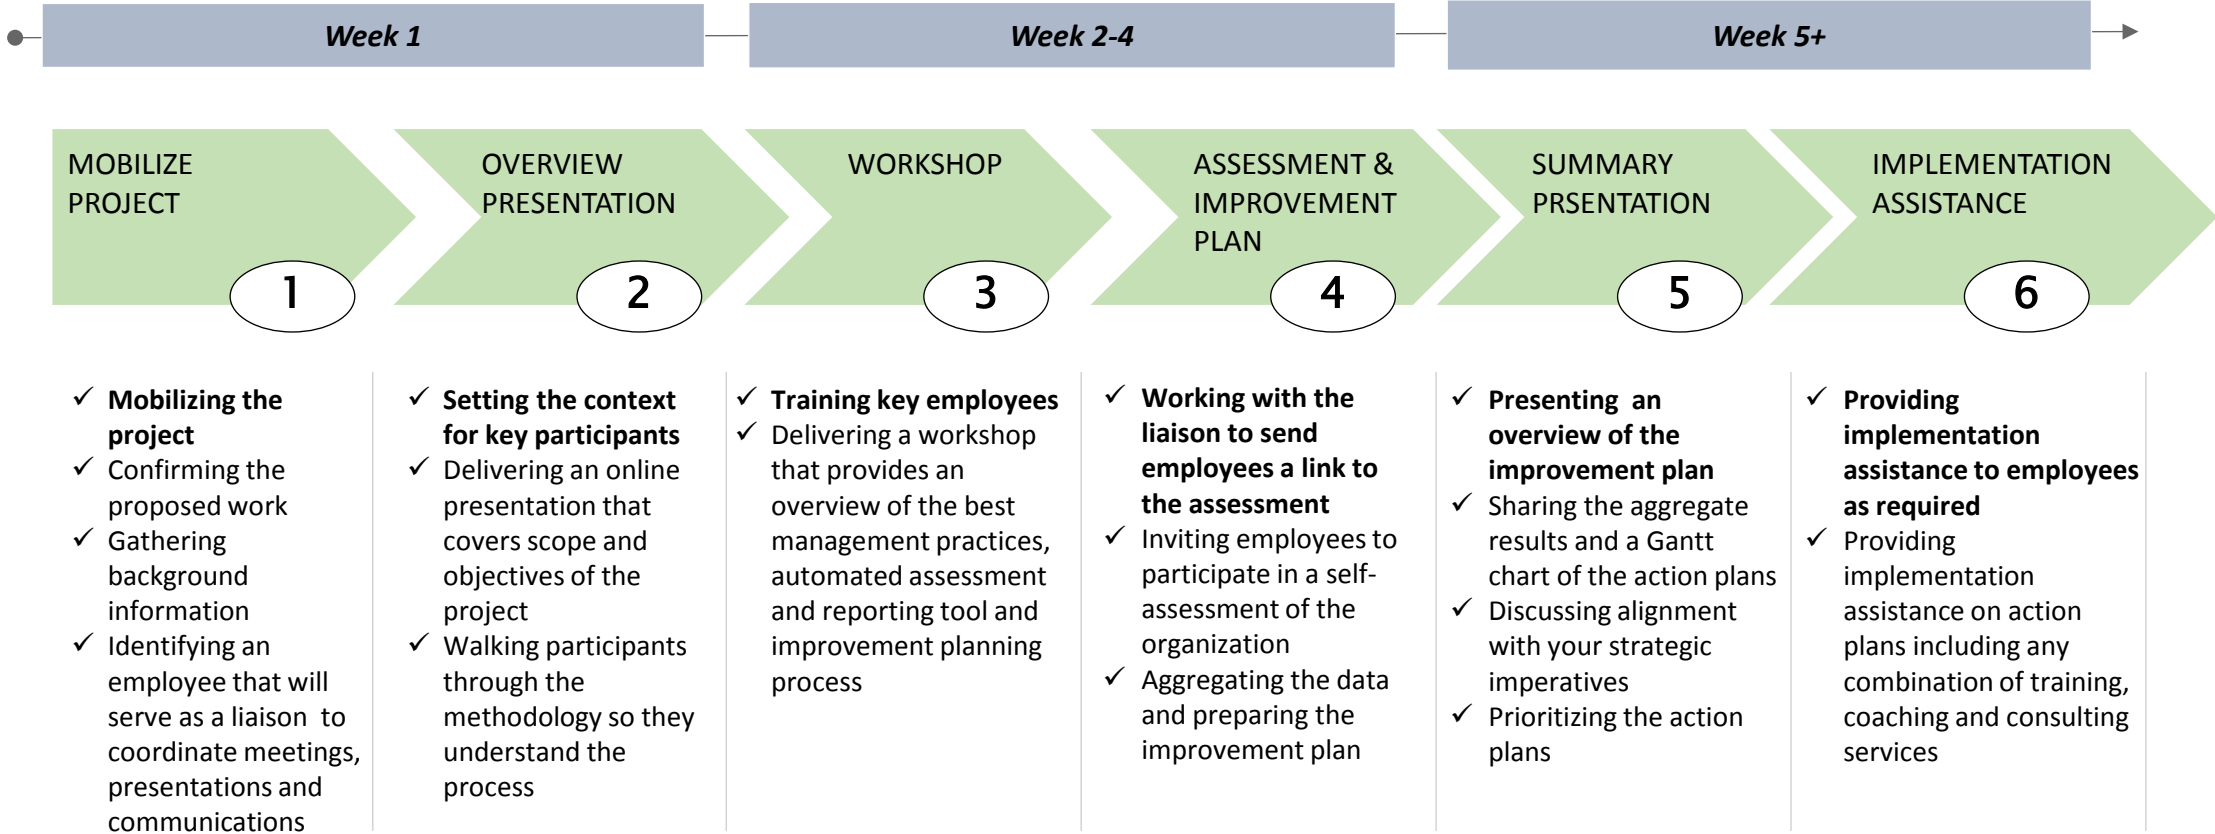 Week 1
Week 2-4
Week 5+
MOBILIZE
PROJECT
1
OVERVIEW
PRESENTATION
2
WORKSHOP
3
ASSESSMENT &
IMPROVEMENT
PLAN
4
SUMMARY
PRSENTATION
5
IMPLEMENTATION
ASSISTANCE
6
✓ Mobilizing the
project
✓ Confirming the
proposed work
✓ Gathering
background
information
✓ Identifying an
employee that will
serve as a liaison to
coordinate meetings,
presentations and
communications
✓ Setting the context
for key participants
✓ Delivering an online
presentation that
covers scope and
objectives of the
project
✓ Walking participants
through the
methodology so they
understand the
process
✓ Training key employees
✓ Delivering a workshop
that provides an
overview of the best
management practices,
automated assessment
and reporting tool and
improvement planning
process
✓ Working with the
liaison to send
employees a link to
the assessment
✓ Inviting employees to
participate in a self-
assessment of the
organization
✓ Aggregating the data
and preparing the
improvement plan
✓ Presenting an
overview of the
improvement plan
✓ Sharing the aggregate
results and a Gantt
chart of the action plans
✓ Discussing alignment
with your strategic
imperatives
✓ Prioritizing the action
plans
✓ Providing
implementation
assistance to employees
as required
✓ Providing
implementation
assistance on action
plans including any
combination of training,
coaching and consulting
services